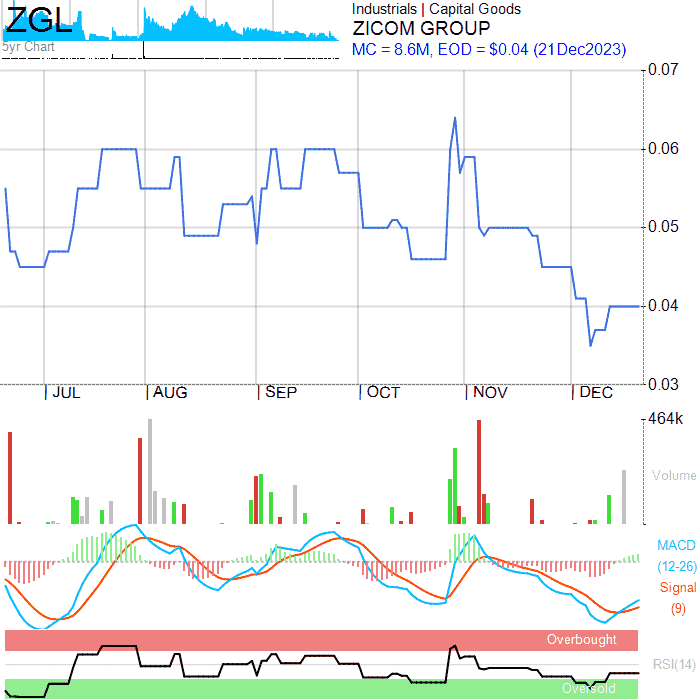 ZGL
5yr Chart
Industrials | Capital Goods
ZICOM GROUP
MC = 8.6M, EOD = $0.04 (21Dec2023)
0.07
0.06
0.05
0.04
0.03
JUL
AUG
SEP
OCT
NOV
DEC
464k
Volume
MACD
(12-26)
Signal
(9)
Overbought
RSI(14)
Oversold